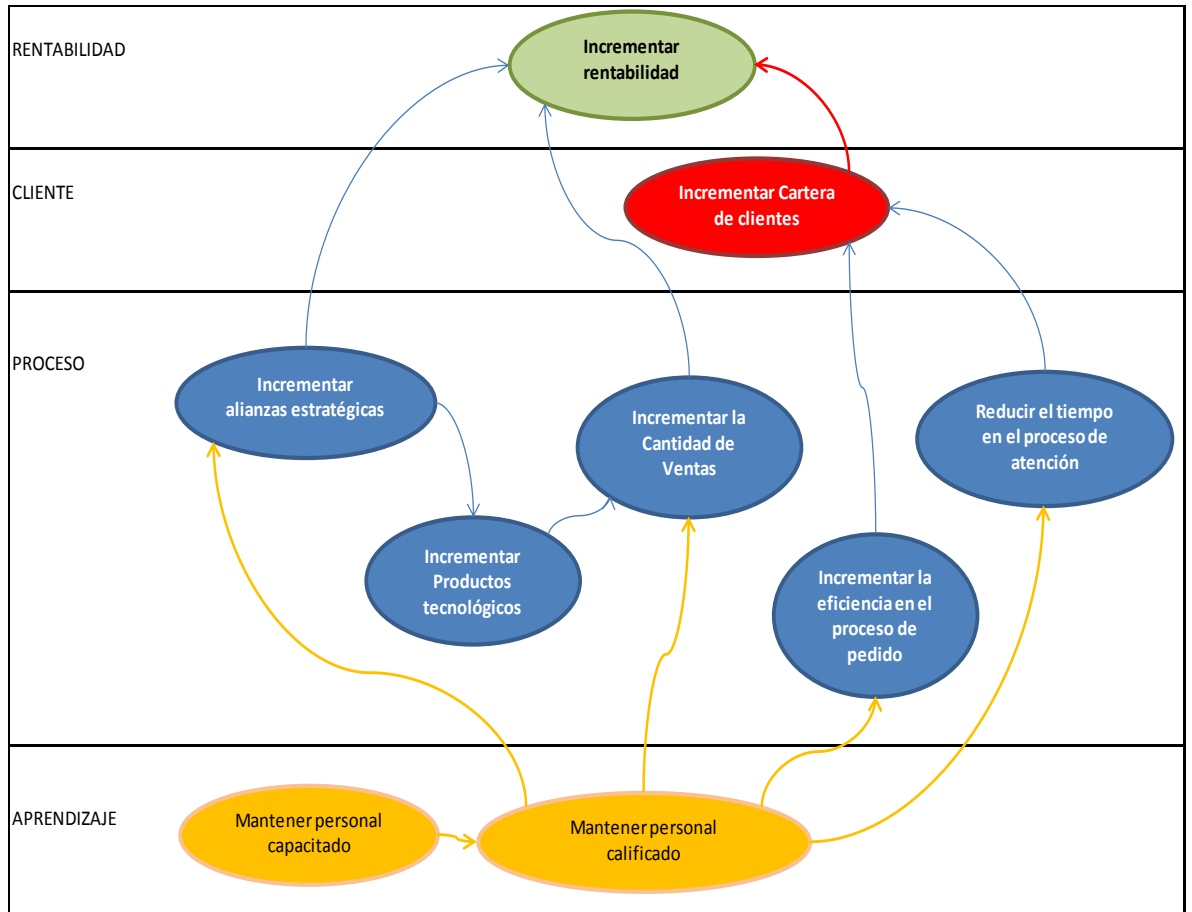 RENTABILIDAD
Incrementar
rentabilidad
CLIENTE
Incrementar Cartera
de clientes
PROCESO
Incrementar
alianzas estratégicas
Incrementar la
Cantidad de
Ventas
Reducir el tiempo
en el proceso de
atención
Incrementar
Productos
tecnológicos
Incrementar la
eficiencia en el
proceso de
pedido
APRENDIZAJE
Mantener personal
capacitado
Mantener personal
calificado